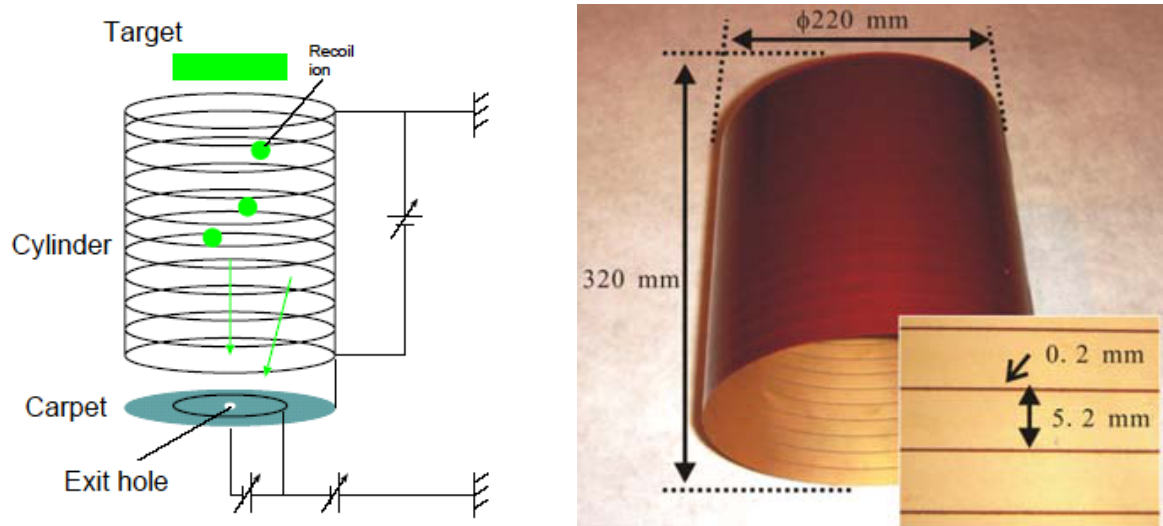 Target
Recoil
ion
Cylinder
Carpet
Exit hole
ϕ220 mm
320 mm
0. 2 mm
5. 2 mm